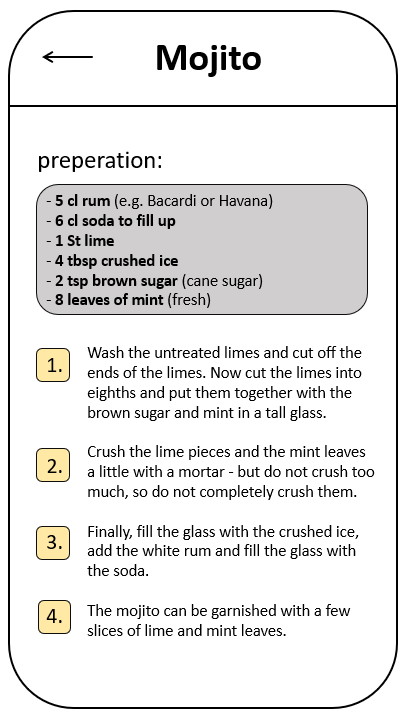 Mojito
preperation:
- 5 cl rum (e.g. Bacardi or Havana)
- 6 cl soda to fill up
- 1 St lime
- 4 tbsp crushed ice
- 2 tsp brown sugar (cane sugar)
- 8 leaves of mint (fresh)
1. Wash the untreated limes and cut off the
ends of the limes. Now cut the limes into
eighths and put them together with the
brown sugar and mint in a tall glass.
2. Crush the lime pieces and the mint leaves
a little with a mortar - but do not crush too
much, so do not completely crush them.
3. Finally, fill the glass with the crushed ice,
add the white rum and fill the glass with
the soda.
4. The mojito can be garnished with a few
slices of lime and mint leaves.